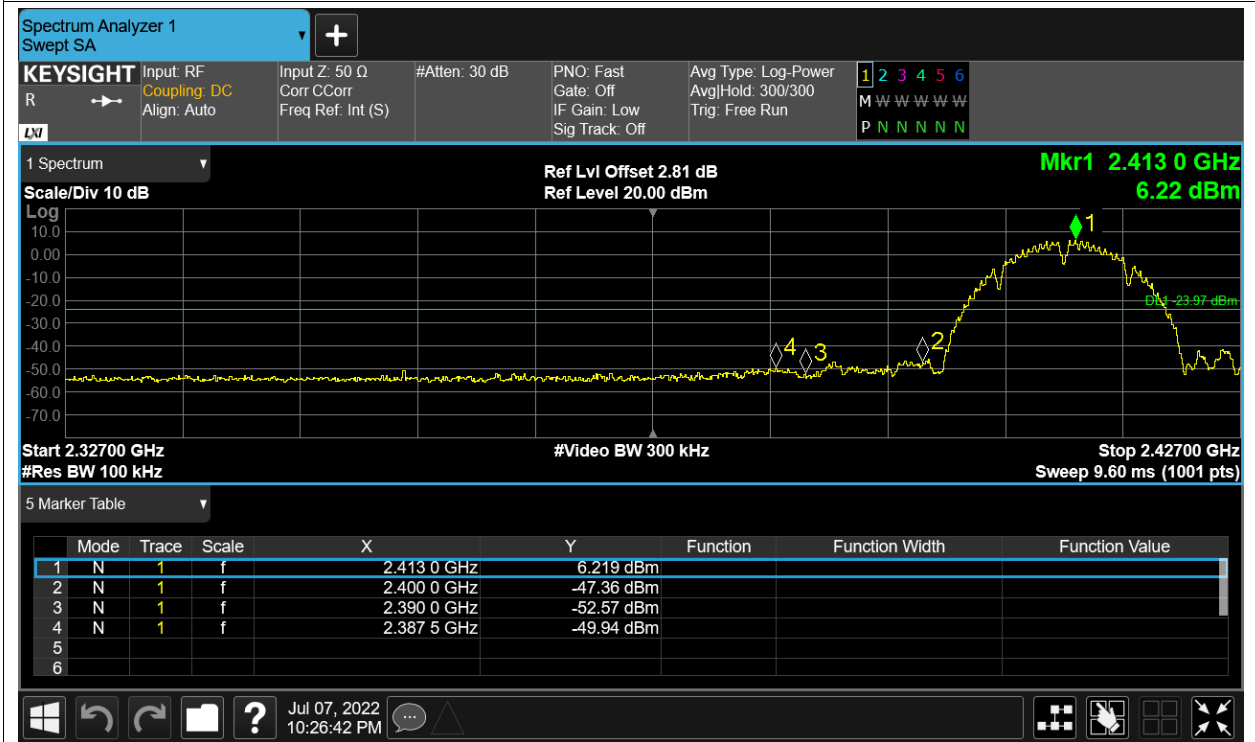 Spectrum Analyzer 1
Swept SA
+
KEYSIGHT Input: RF Input Z: 50 Ω #Atten: 30 dB PNO: Fast Avg Type: Log-Power 1 2 3 4 5 6
R Coupling: DC Corr CCorr Gate: Off Avg|Hold: 300/300 M W W W W W
Align: Auto Freq Ref: Int (S) IF Gain: Low Trig: Free Run
LXI Sig Track: Off P N N N N N
1 Spectrum Ref Lvl Offset 2.81 dB Mkr1 2.413 0 GHz
Scale/Div 10 dB Ref Level 20.00 dBm 6.22 dBm
Log
10.0
0.00
-10.0
-20.0
-30.0
-40.0
-50.0
-60.0
-70.0
1
DL1 -23.97 dBm
4 3 2
Start 2.32700 GHz #Video BW 300 kHz Stop 2.42700 GHz
#Res BW 100 kHz Sweep 9.60 ms (1001 pts)
5 Marker Table
Mode Trace Scale X Y Function Function Width Function Value
1 N 1 f 2.413 0 GHz 6.219 dBm
2 N 1 f 2.400 0 GHz -47.36 dBm
3 N 1 f 2.390 0 GHz -52.57 dBm
4 N 1 f 2.387 5 GHz -49.94 dBm
5
6
? Jul 07, 2022
10:26:42 PM